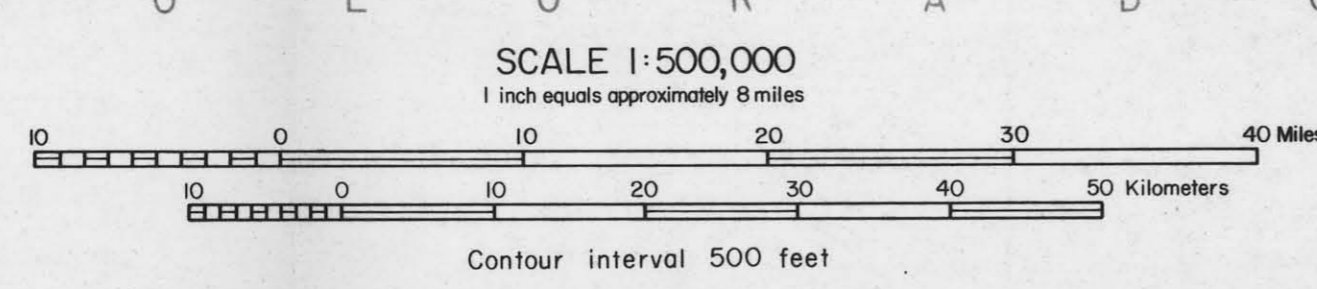 O L O R A D O
SCALE 1:500,000
1 inch equals approximately 8 miles
10 0 10 20 30 40 Miles
10 0 10 20 30 40 50 Kilometers
Contour interval 500 feet